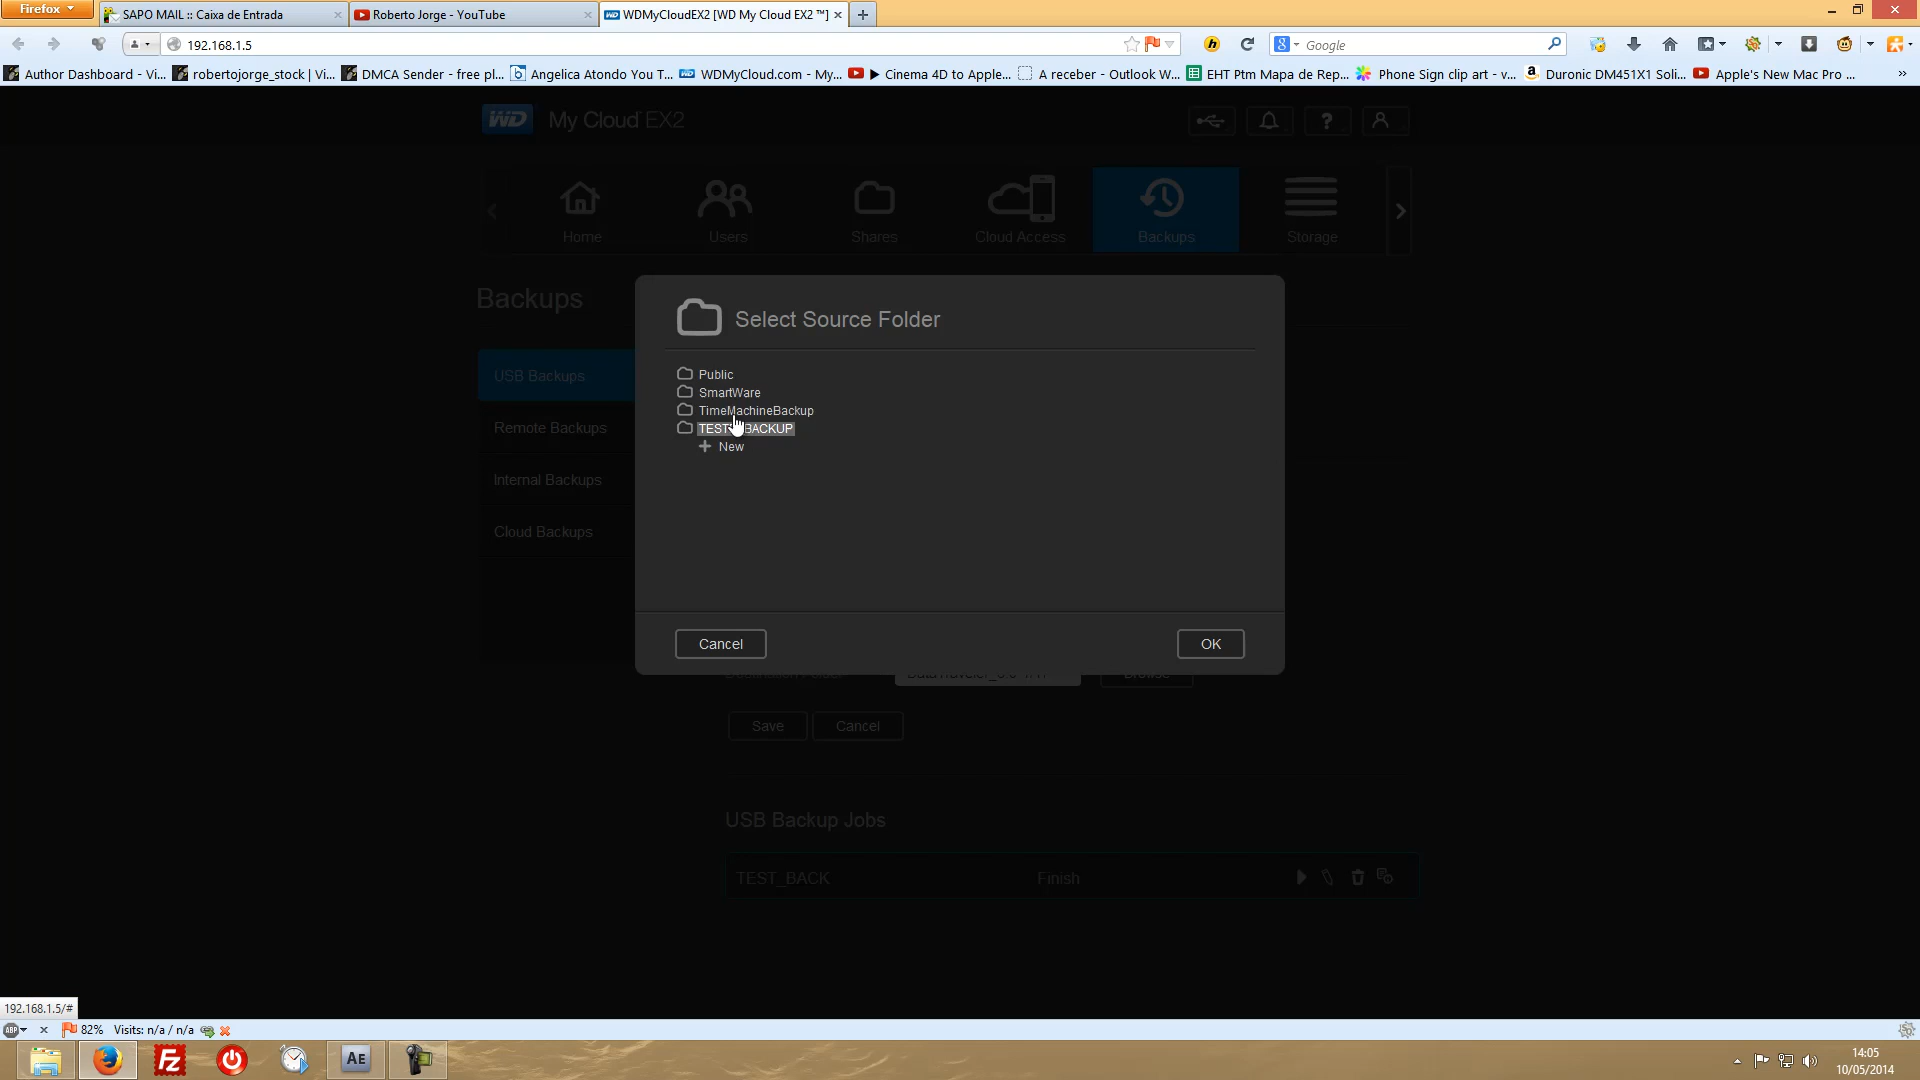 Firefox
SAPO MAIL :: Caixa de Entrada
Roberto Jorge - YouTube
WDMyCloudEX2 [WD My Cloud EX2 ™]
192.168.1.5
Google
Author Dashboard - Vi...
robertojorge_stock | Vi...
DMCA Sender - free pl...
Angelica Atondo You T...
WDMyCloud.com - My...
▶ Cinema 4D to Apple...
A receber - Outlook W...
EHT Ptm Mapa de Rep...
Phone Sign clip art - v...
Duronic DM451X1 Soli...
Apple's New Mac Pro ...
WD My Cloud EX2
Home
Users
Shares
Cloud Access
Backups
Storage
Backups
USB Backups
Remote Backups
Internal Backups
Cloud Backups
Select Source Folder
Public
SmartWare
TimeMachineBackup
BACKUP
New
Cancel
OK
Save
Cancel
USB Backup Jobs
TEST_BACK
Finish
192.168.1.5/#
ABP
82%
Visits: n/a / n/a
Fz
AE
14:05
10/05/2014